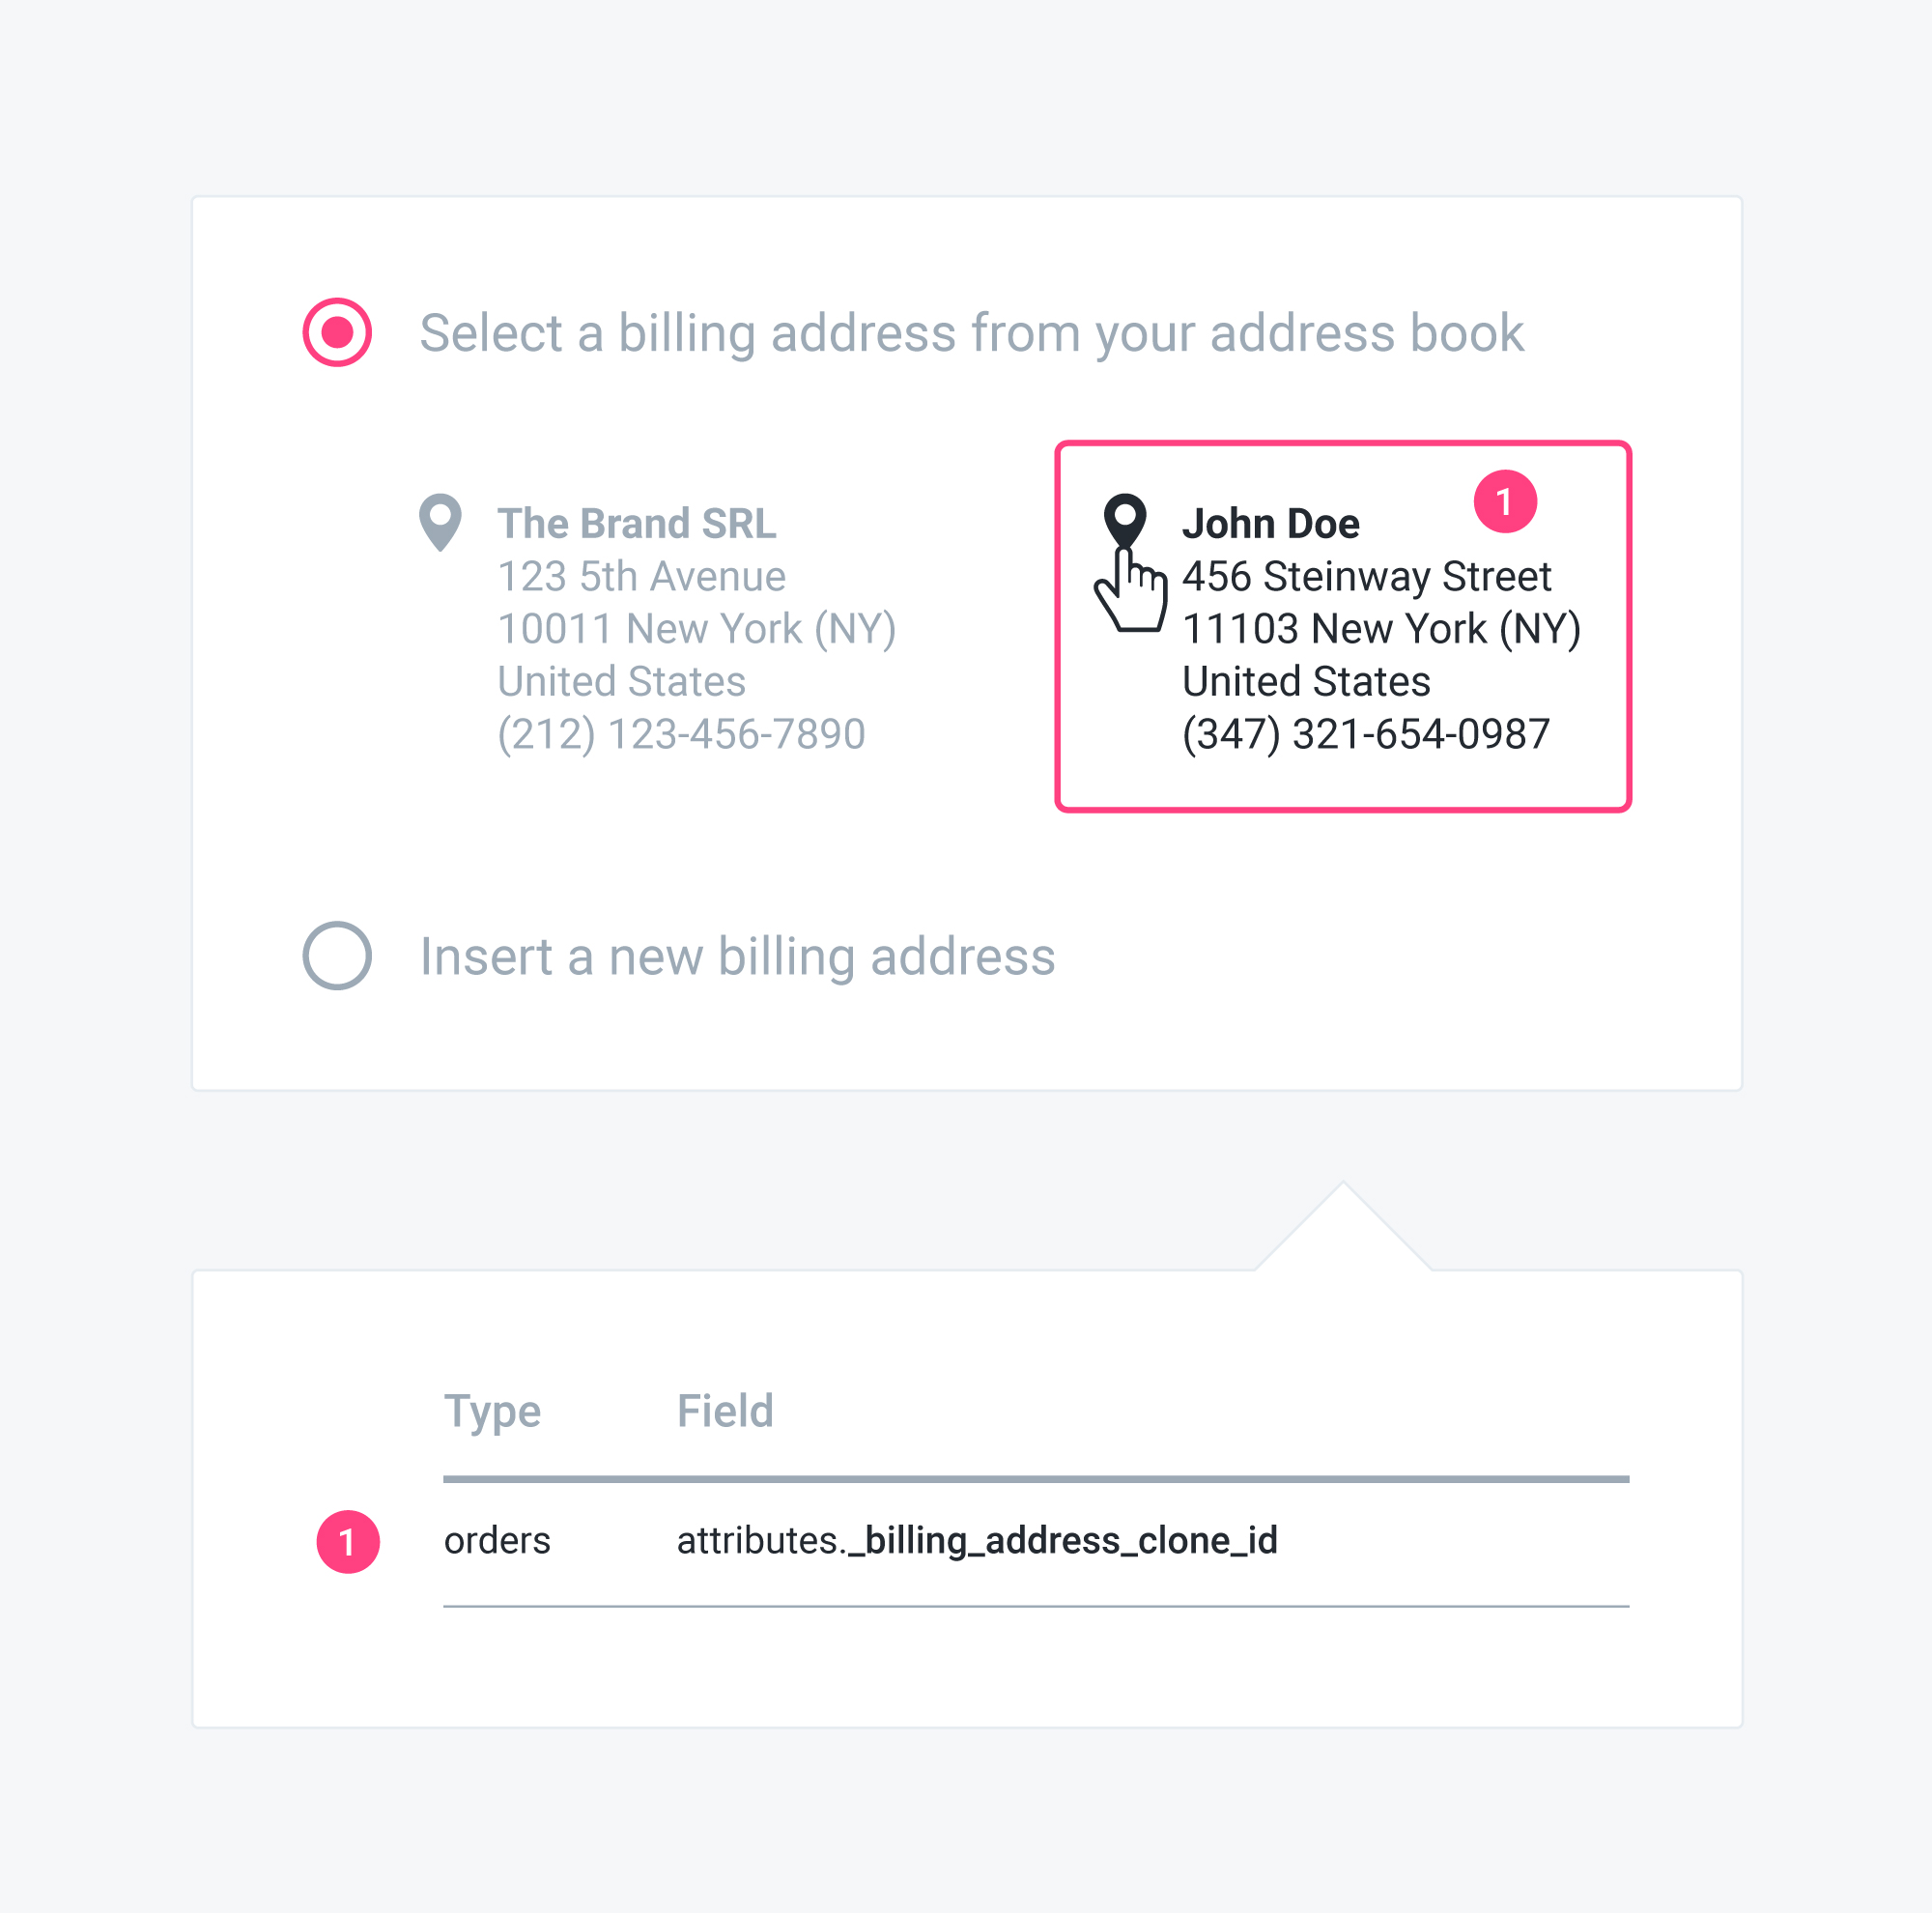 Select a billing address from your address book
The Brand SRL
123 5th Avenue
10011 New York (NY)
United States
(212) 123-456-7890
John Doe
1
456 Steinway Street
11103 New York (NY)
United States
(347) 321-654-0987
Insert a new billing address
Type Field
1 orders attributes._billing_address_clone_id